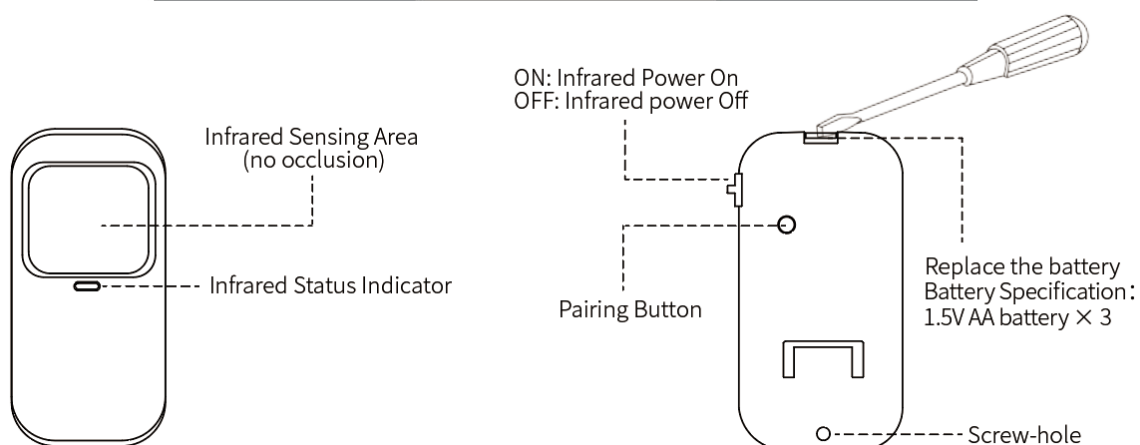 ON: Infrared Power On
OFF: Infrared power Off
Infrared Sensing Area
(no occlusion)
Infrared Status Indicator
Pairing Button
Replace the battery
Battery Specification：
1.5V AA battery × 3
Screw-hole